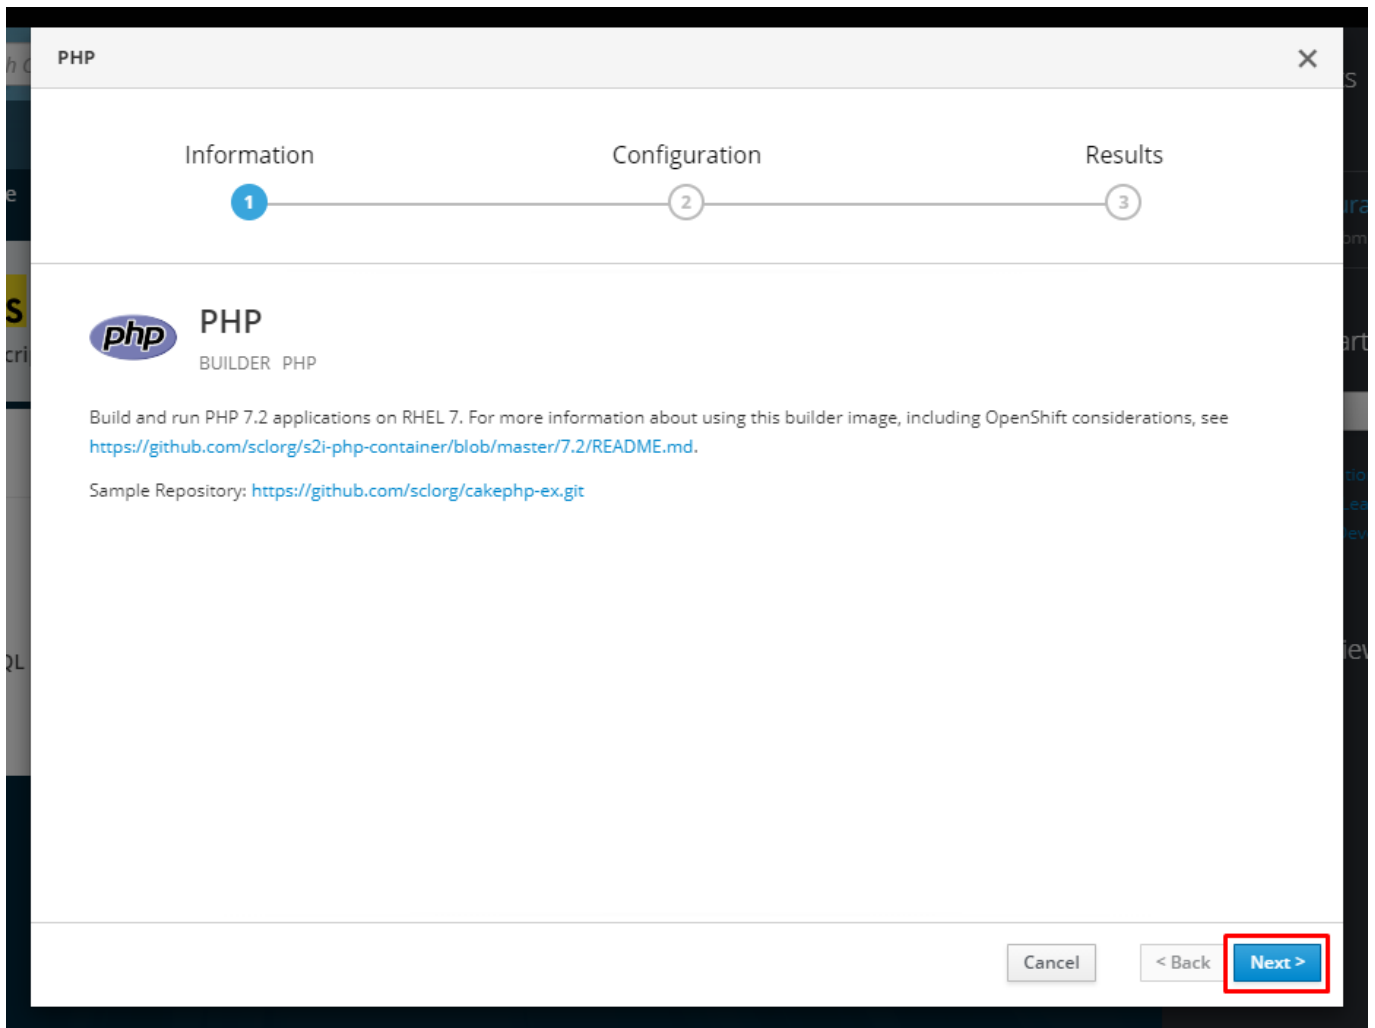 PHP
Information
Configuration
Results
1
2
3
php
PHP
BUILDER PHP
Build and run PHP 7.2 applications on RHEL 7. For more information about using this builder image, including OpenShift considerations, see
https://github.com/sclorg/s2i-php-container/blob/master/7.2/README.md.
Sample Repository: https://github.com/sclorg/cakephp-ex.git
Cancel
< Back
Next >